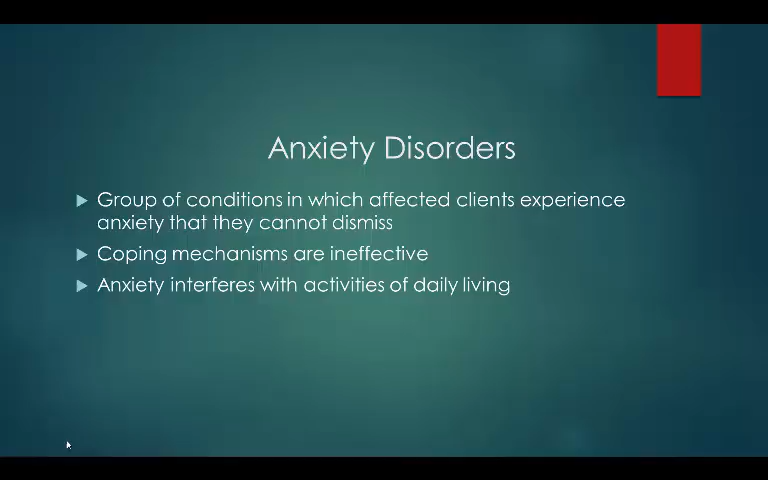 Anxiety Disorders
Group of conditions in which affected clients experience
anxiety that they cannot dismiss
Coping mechanisms are ineffective
Anxiety interferes with activities of daily living